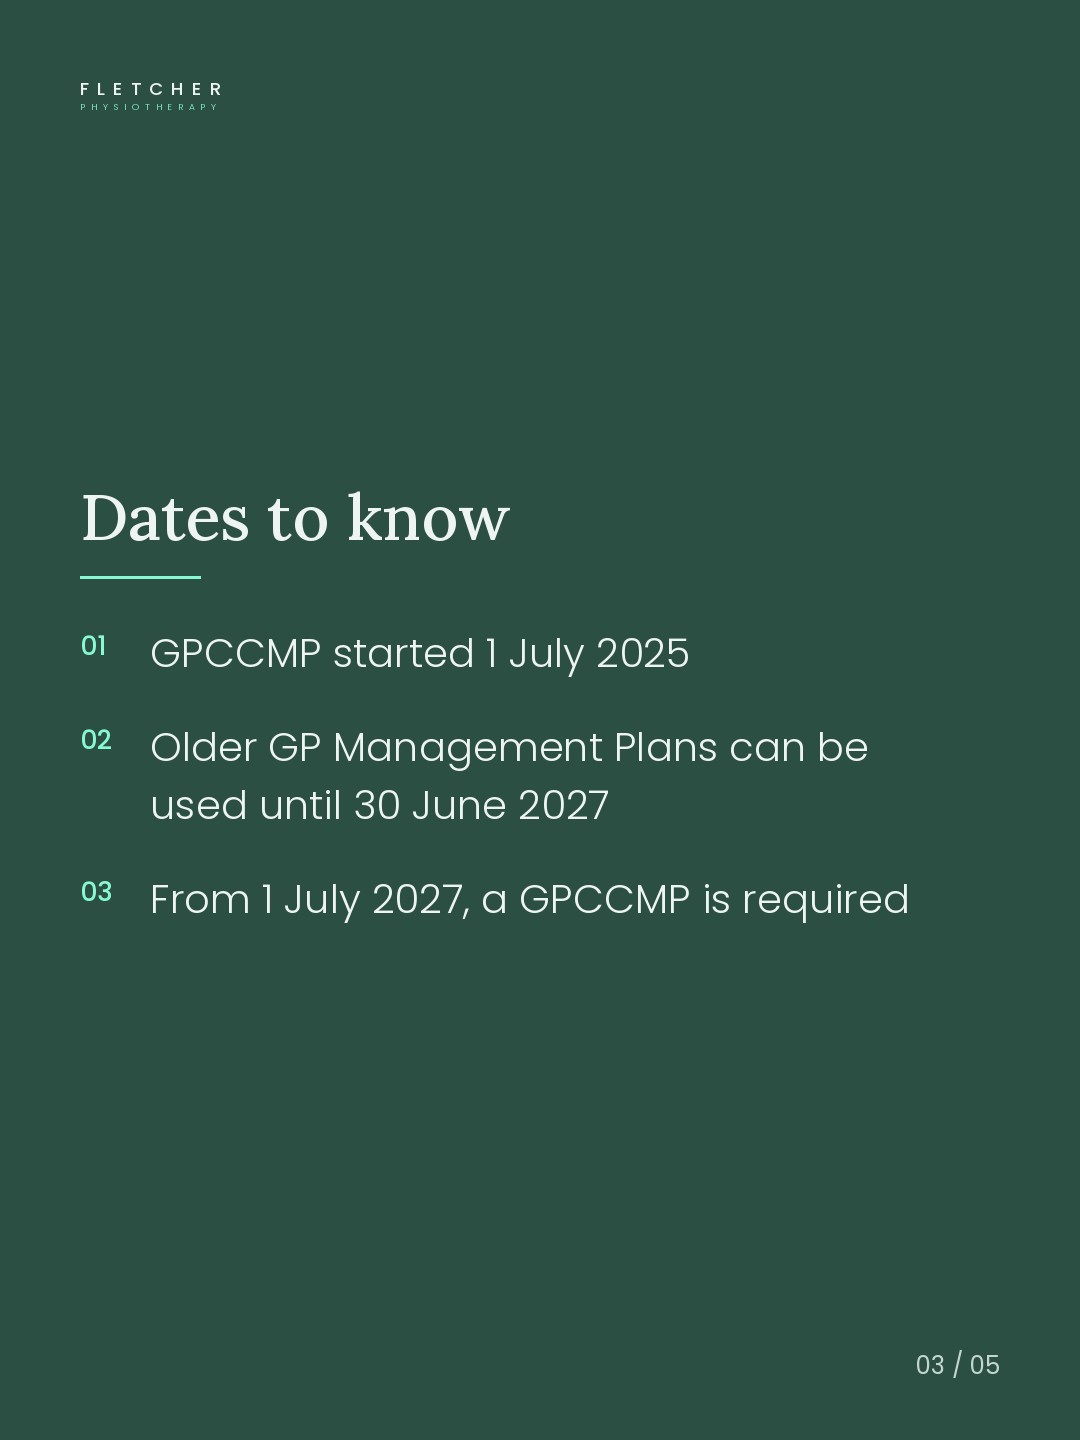 FLETCHER
PHYSIOTHERAPY
Dates to know
01 GPCCMP started 1 July 2025
02 Older GP Management Plans can be
used until 30 June 2027
03 From 1 July 2027, a GPCCMP is required
03 / 05